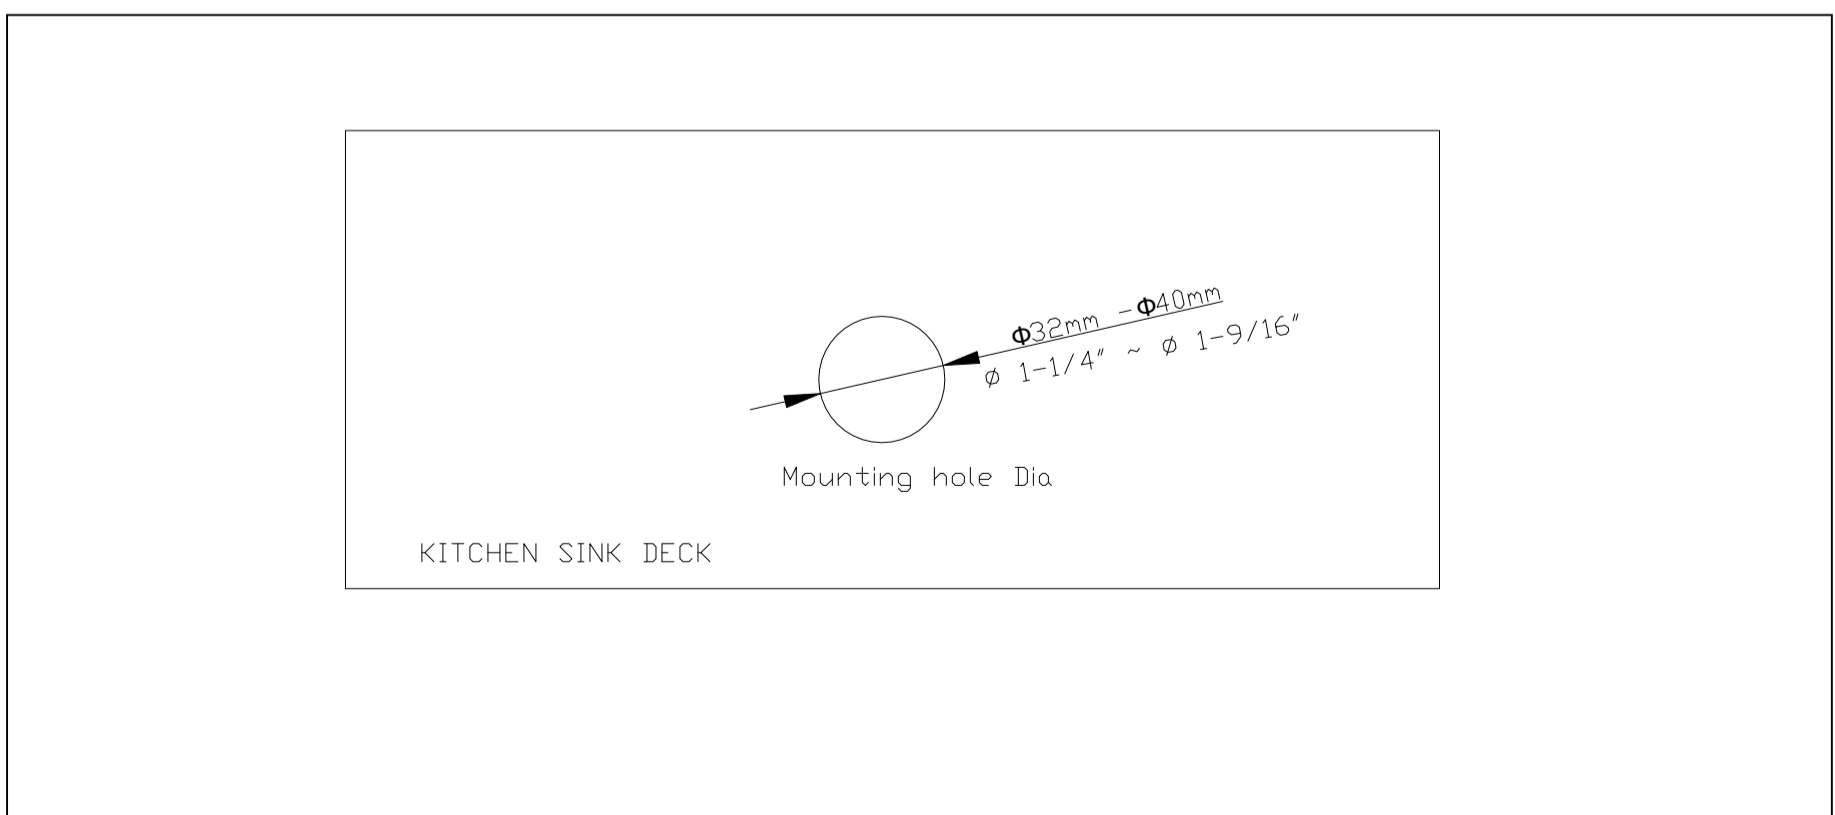 Φ32mm -Φ40mm
ø 1-1/4" ~ ø 1-9/16"
Mounting hole Dia
KITCHEN SINK DECK